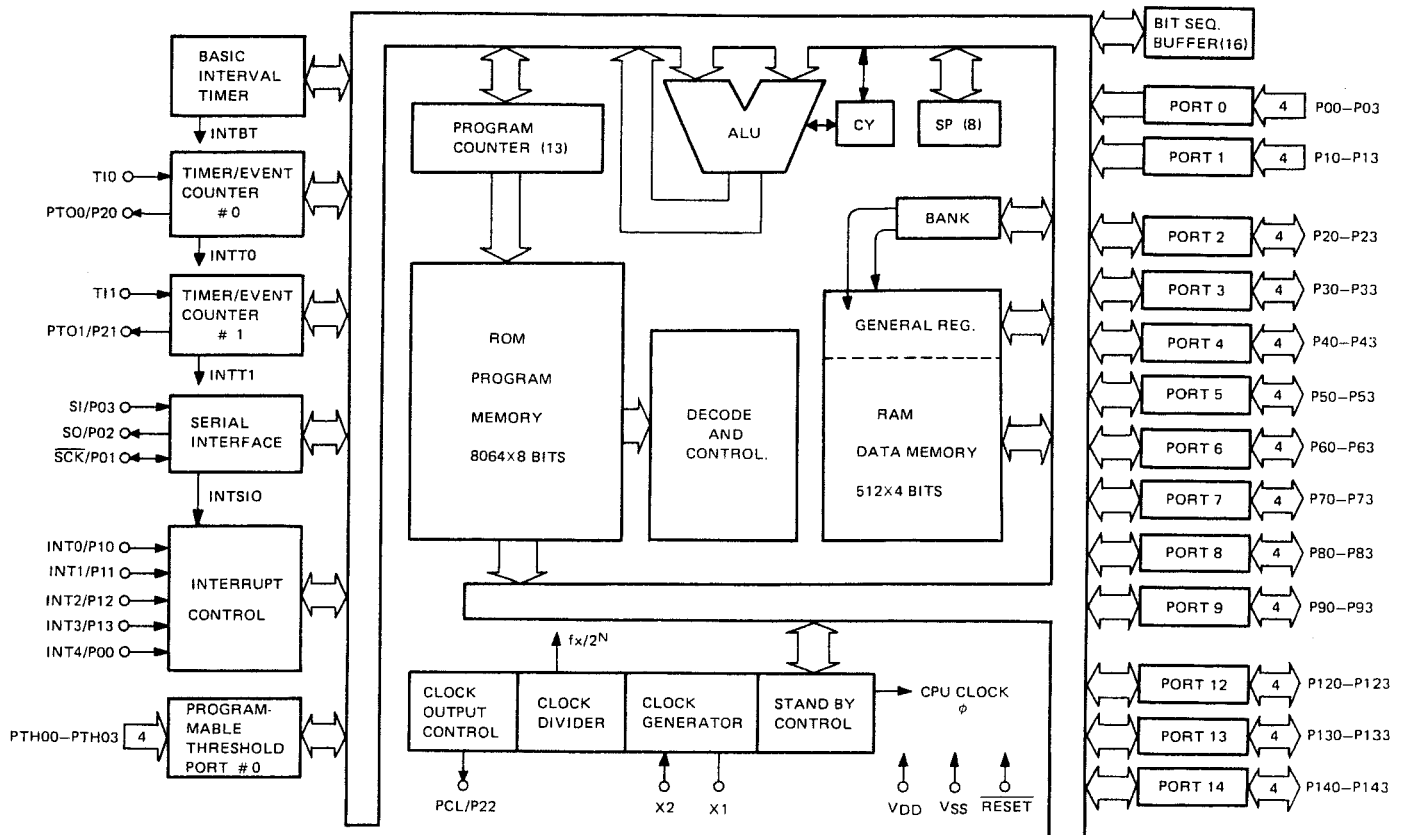 BASIC
INTERVAL
TIMER
INTBT
TI0
PTO0/P20
TIMER/EVENT
COUNTER
#0
INTT0
TI1
PTO1/P21
TIMER/EVENT
COUNTER
# 1
INTT1
SI/P03
SO/P02
SCK/P01
SERIAL
INTERFACE
INTSIO
INT0/P10
INT1/P11
INT2/P12
INT3/P13
INT4/P00
INTERRUPT
CONTROL
PTH00–PTH03
4
PROGRAM-
MABLE
THRESHOLD
PORT #0
PROGRAM
COUNTER (13)
ALU
CY
SP (8)
BANK
ROM
PROGRAM
MEMORY
8064X8 BITS
DECODE
AND
CONTROL.
GENERAL REG.
RAM
DATA MEMORY
512X4 BITS
fx/2N
CLOCK
OUTPUT
CONTROL
CLOCK
DIVIDER
CLOCK
GENERATOR
STAND BY
CONTROL
CPU CLOCK
ϕ
PCL/P22
X2
X1
VDD
VSS
RESET
BIT SEQ.
BUFFER(16)
PORT 0
4
P00–P03
PORT 1
4
P10–P13
PORT 2
4
P20–P23
PORT 3
4
P30–P33
PORT 4
4
P40–P43
PORT 5
4
P50–P53
PORT 6
4
P60–P63
PORT 7
4
P70–P73
PORT 8
4
P80–P83
PORT 9
4
P90–P93
PORT 12
4
P120–P123
PORT 13
4
P130–P133
PORT 14
4
P140–P143